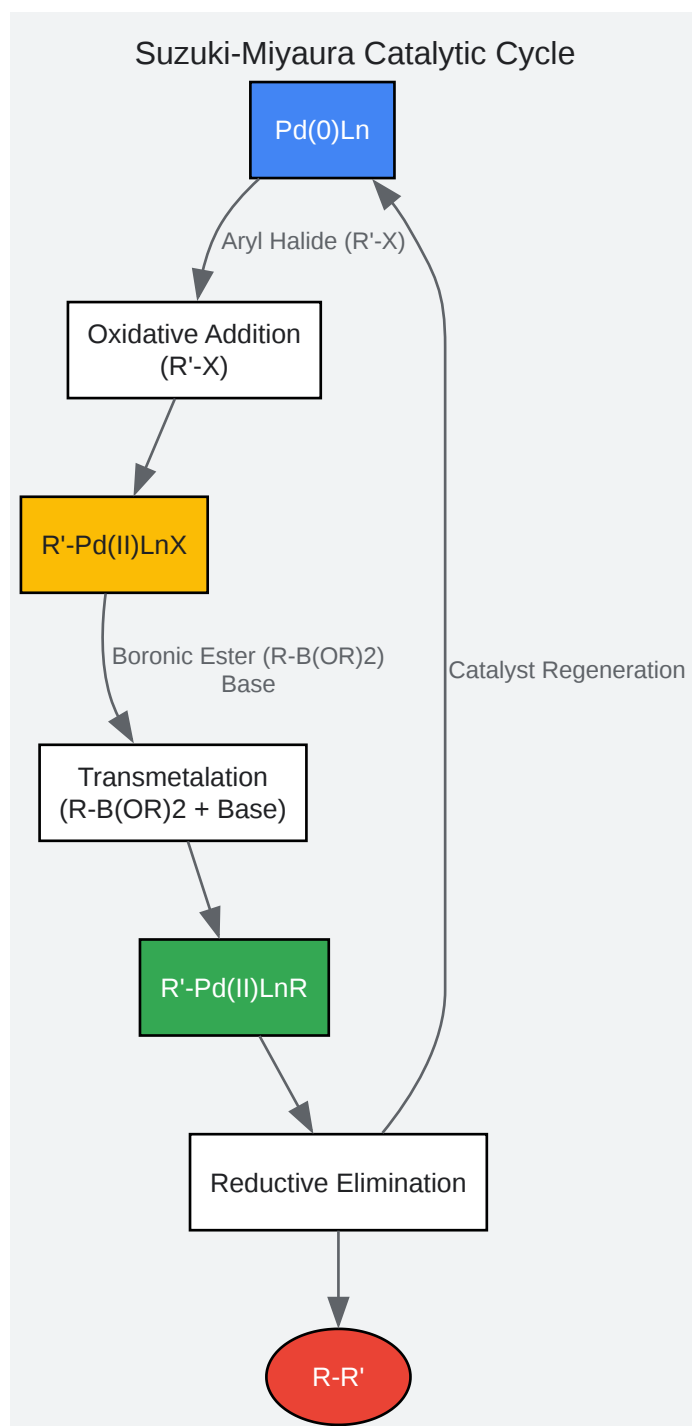 Suzuki-Miyaura Catalytic Cycle
Pd(0)Ln
Aryl Halide (R'-X)
Oxidative Addition
(R'-X)
R'-Pd(II)LnX
Boronic Ester (R-B(OR)2)
Base
Catalyst Regeneration
Transmetalation
(R-B(OR)2 + Base)
R'-Pd(II)LnR
Reductive Elimination
R-R'